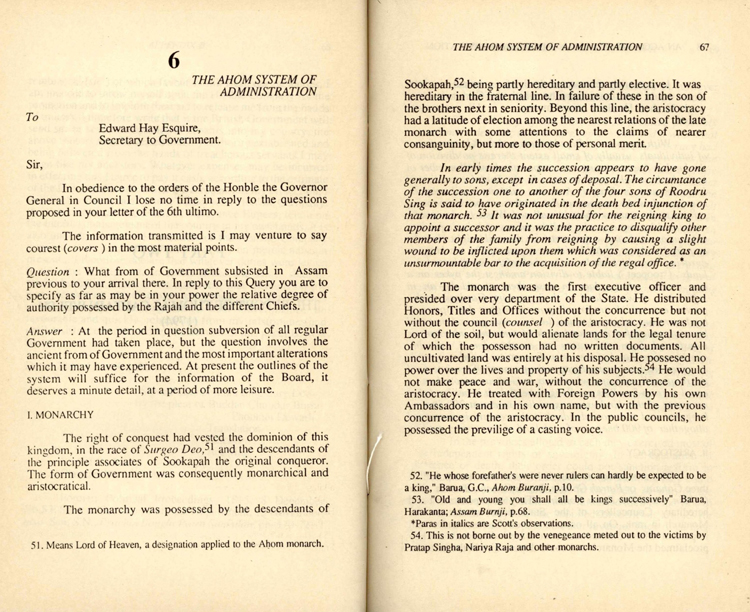 6
THE AHOM SYSTEM OF
ADMINISTRATION
To
Edward Hay Esquire,
Secretary to Government.
Sir,
In obedience to the orders of the Honble the Governor
General in Council I lose no time in reply to the questions
proposed in your letter of the 6th ultimo.
The information transmitted is I may venture to say
courest (covers ) in the most material points.
Question : What from of Government subsisted in Assam
previous to your arrival there. In reply to this Query you are to
specify as far as may be in your power the relative degree of
authority possessed by the Rajah and the different Chiefs.
Answer : At the period in question subversion of all regular
Government had taken place, but the question involves the
ancient from of Government and the most important alterations
which it may have experienced. At present the outlines of the
system will suffice for the information of the Board, it
deserves a minute detail, at a period of more leisure.
I. MONARCHY
The right of conquest had vested the dominion of this
kingdom, in the race of Surgeo Deo,51 and the descendants of
the principle associates of Sookapah the original conqueror.
The form of Government was consequently monarchical and
aristocratical.
The monarchy was possessed by the descendants of
51. Means Lord of Heaven, a designation applied to the Ahom monarch.
THE AHOM SYSTEM OF ADMINISTRATION 67
Sookapah,52 being partly hereditary and partly elective. It was
hereditary in the fraternal line. In failure of these in the son of
the brothers next in seniority. Beyond this line, the aristocracy
had a latitude of election among the nearest relations of the late
monarch with some attentions to the claims of nearer
consanguinity, but more to those of personal merit.
In early times the succession appears to have gone
generally to sons, except in cases of deposal. The circumtance
of the succession one to another of the four sons of Roodru
Sing is said to have originated in the death bed injunction of
that monarch. 53 It was not unusual for the reigning king to
appoint a successor and it was the practice to disqualify other
members of the family from reigning by causing a slight
wound to be inflicted upon them which was considered as an
unsurmountable bar to the acquisition of the regal office. *
The monarch was the first executive officer and
presided over very department of the State. He distributed
Honors, Titles and Offices without the concurrence but not
without the council (counsel ) of the aristocracy. He was not
Lord of the soil, but would alienate lands for the legal tenure
of which the possesson had no written documents. All
uncultivated land was entirely at his disposal. He possesed no
power over the lives and property of his subjects.54 He would
not make peace and war, without the concurrence of the
aristocracy. He treated with Foreign Powers by his own
Ambassadors and in his own name, but with the previous
concurrence of the aristocracy. In the public councils, he
possessed the previlige of a casting voice.
52. "He whose forefather's were never rulers can hardly be expected to be
a king," Barua, G.C., Ahom Buranji, p.10.
53. "Old and young you shall all be kings successively" Barua,
Harakanta; Assam Burnji, p.68.
*Paras in italics are Scott's observations.
54. This is not borne out by the venegeance meted out to the victims by
Pratap Singha, Nariya Raja and other monarchs.